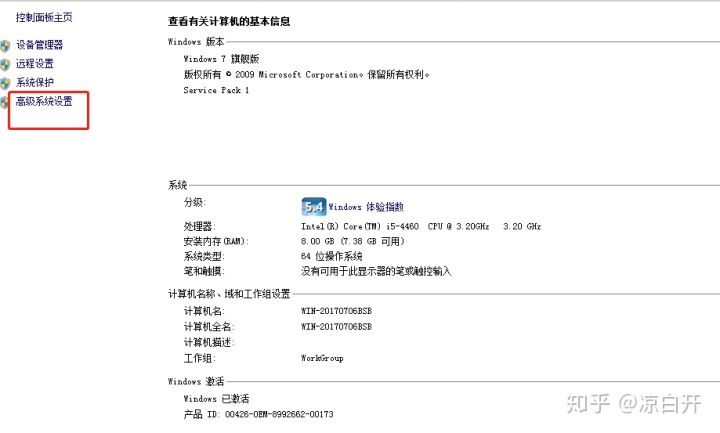 控制面板主页
设备管理器
远程设置
系统保护
高级系统设置
查看有关计算机的基本信息
Windows 版本
Windows 7 旗舰版
版权所有 © 2009 Microsoft Corporation。保留所有权利。
Service Pack 1
系统
分级: 5.4 Windows 体验指数
处理器: Intel(R) Core(TM) i5-4460 CPU @ 3.20GHz 3.20 GHz
安装内存(RAM): 8.00 GB (7.38 GB 可用)
系统类型: 64 位操作系统
笔和触摸: 没有可用于此显示器的笔或触控输入
计算机名称、域和工作组设置
计算机名: WIN-20170706BSB
计算机全名: WIN-20170706BSB
计算机描述:
工作组: WorkGroup
Windows 激活
Windows 已激活
产品 ID: 00426-OEM-8992662-00173
知乎 @凉白开